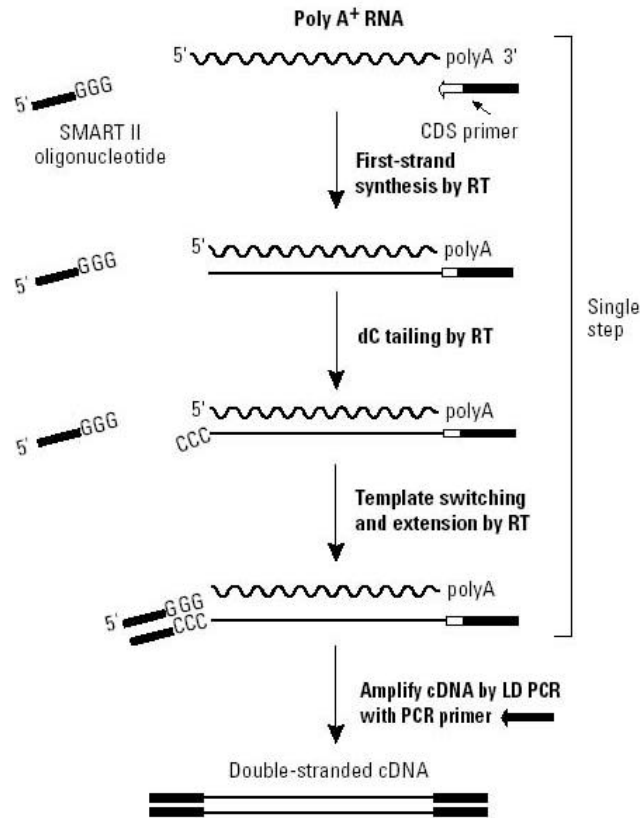 Poly A+ RNA
5' polyA 3'
5' GGG
SMART II
oligonucleotide
CDS primer
First-strand
synthesis by RT
5' polyA
5' GGG
Single
step
dC tailing by RT
5' polyA
5' GGG
CCC
Template switching
and extension by RT
polyA
5' GGG
CCC
Amplify cDNA by LD PCR
with PCR primer
Double-stranded cDNA